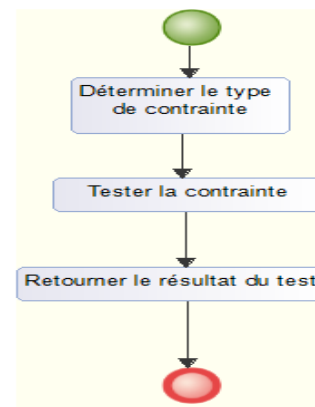 Déterminer le type
de contrainte
Tester la contrainte
Retourner le résultat du test